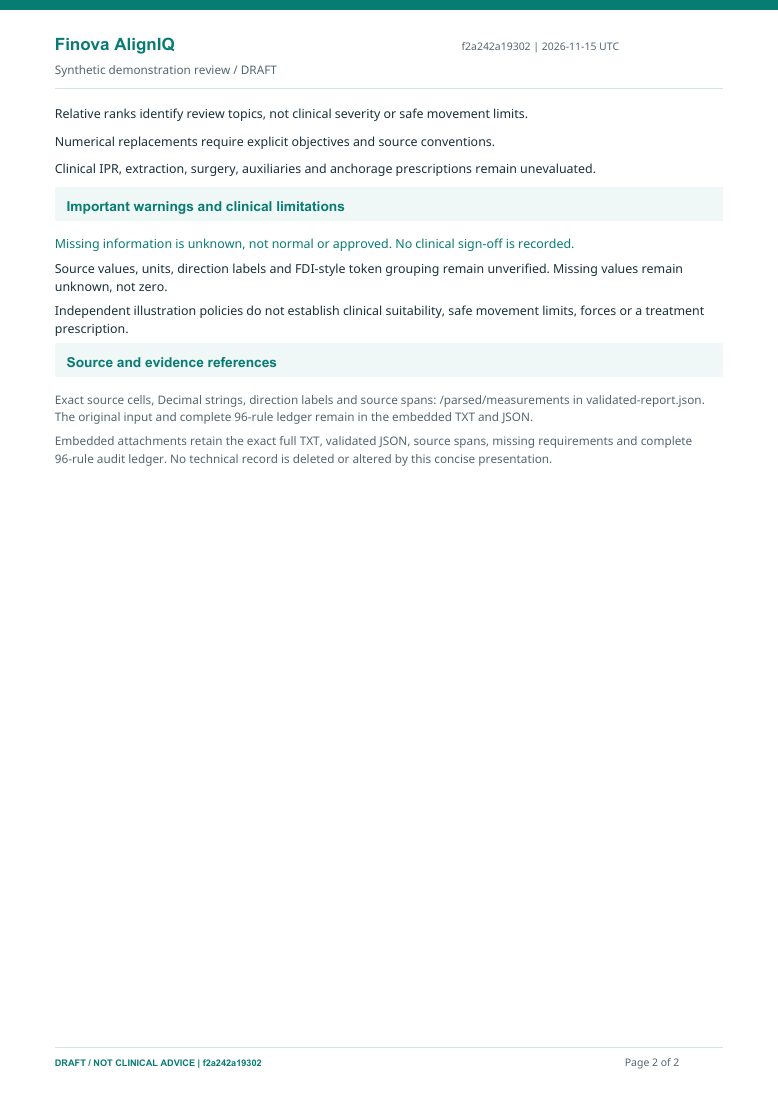 Finova AlignIQ
f2a242a19302 | 2026-11-15 UTC
Synthetic demonstration review / DRAFT
Relative ranks identify review topics, not clinical severity or safe movement limits.
Numerical replacements require explicit objectives and source conventions.
Clinical IPR, extraction, surgery, auxiliaries and anchorage prescriptions remain unevaluated.
Important warnings and clinical limitations
Missing information is unknown, not normal or approved. No clinical sign-off is recorded.
Source values, units, direction labels and FDI-style token grouping remain unverified. Missing values remain
unknown, not zero.
Independent illustration policies do not establish clinical suitability, safe movement limits, forces or a treatment
prescription.
Source and evidence references
Exact source cells, Decimal strings, direction labels and source spans: /parsed/measurements in validated-report.json.
The original input and complete 96-rule ledger remain in the embedded TXT and JSON.
Embedded attachments retain the exact full TXT, validated JSON, source spans, missing requirements and complete
96-rule audit ledger. No technical record is deleted or altered by this concise presentation.
DRAFT / NOT CLINICAL ADVICE | f2a242a19302
Page 2 of 2